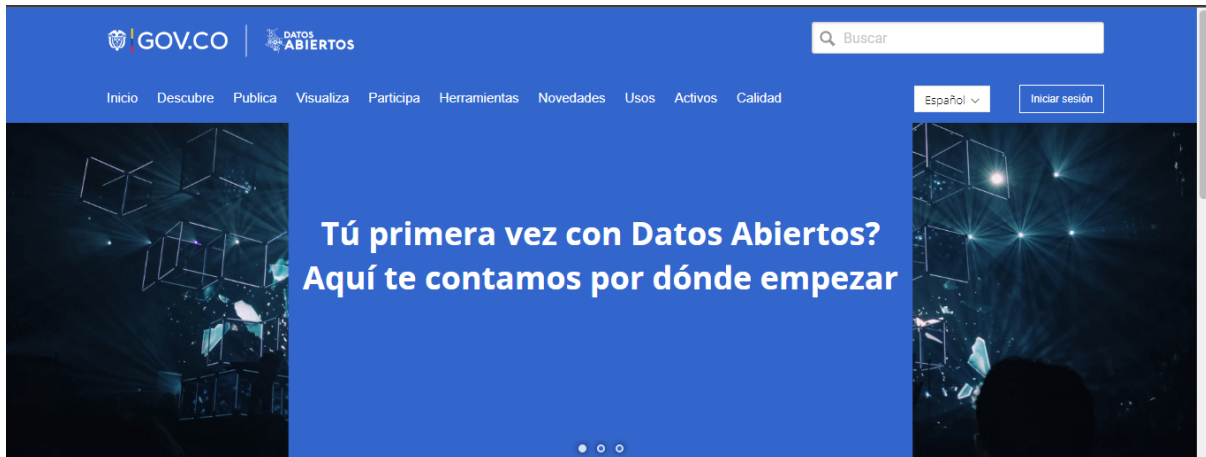 GOV.CO
DATOS
ABIERTOS
Buscar
Inicio Descubre Publica Visualiza Participa Herramientas Novedades Usos Activos Calidad
Español
Iniciar sesión
Tú primera vez con Datos Abiertos?
Aquí te contamos por dónde empezar